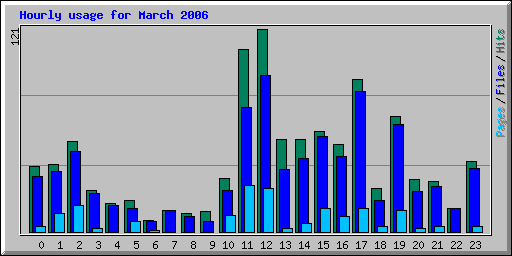 Hourly usage for March 2006
121
Pages / Files / Hits
0 1 2 3 4 5 6 7 8 9 10 11 12 13 14 15 16 17 18 19 20 21 22 23